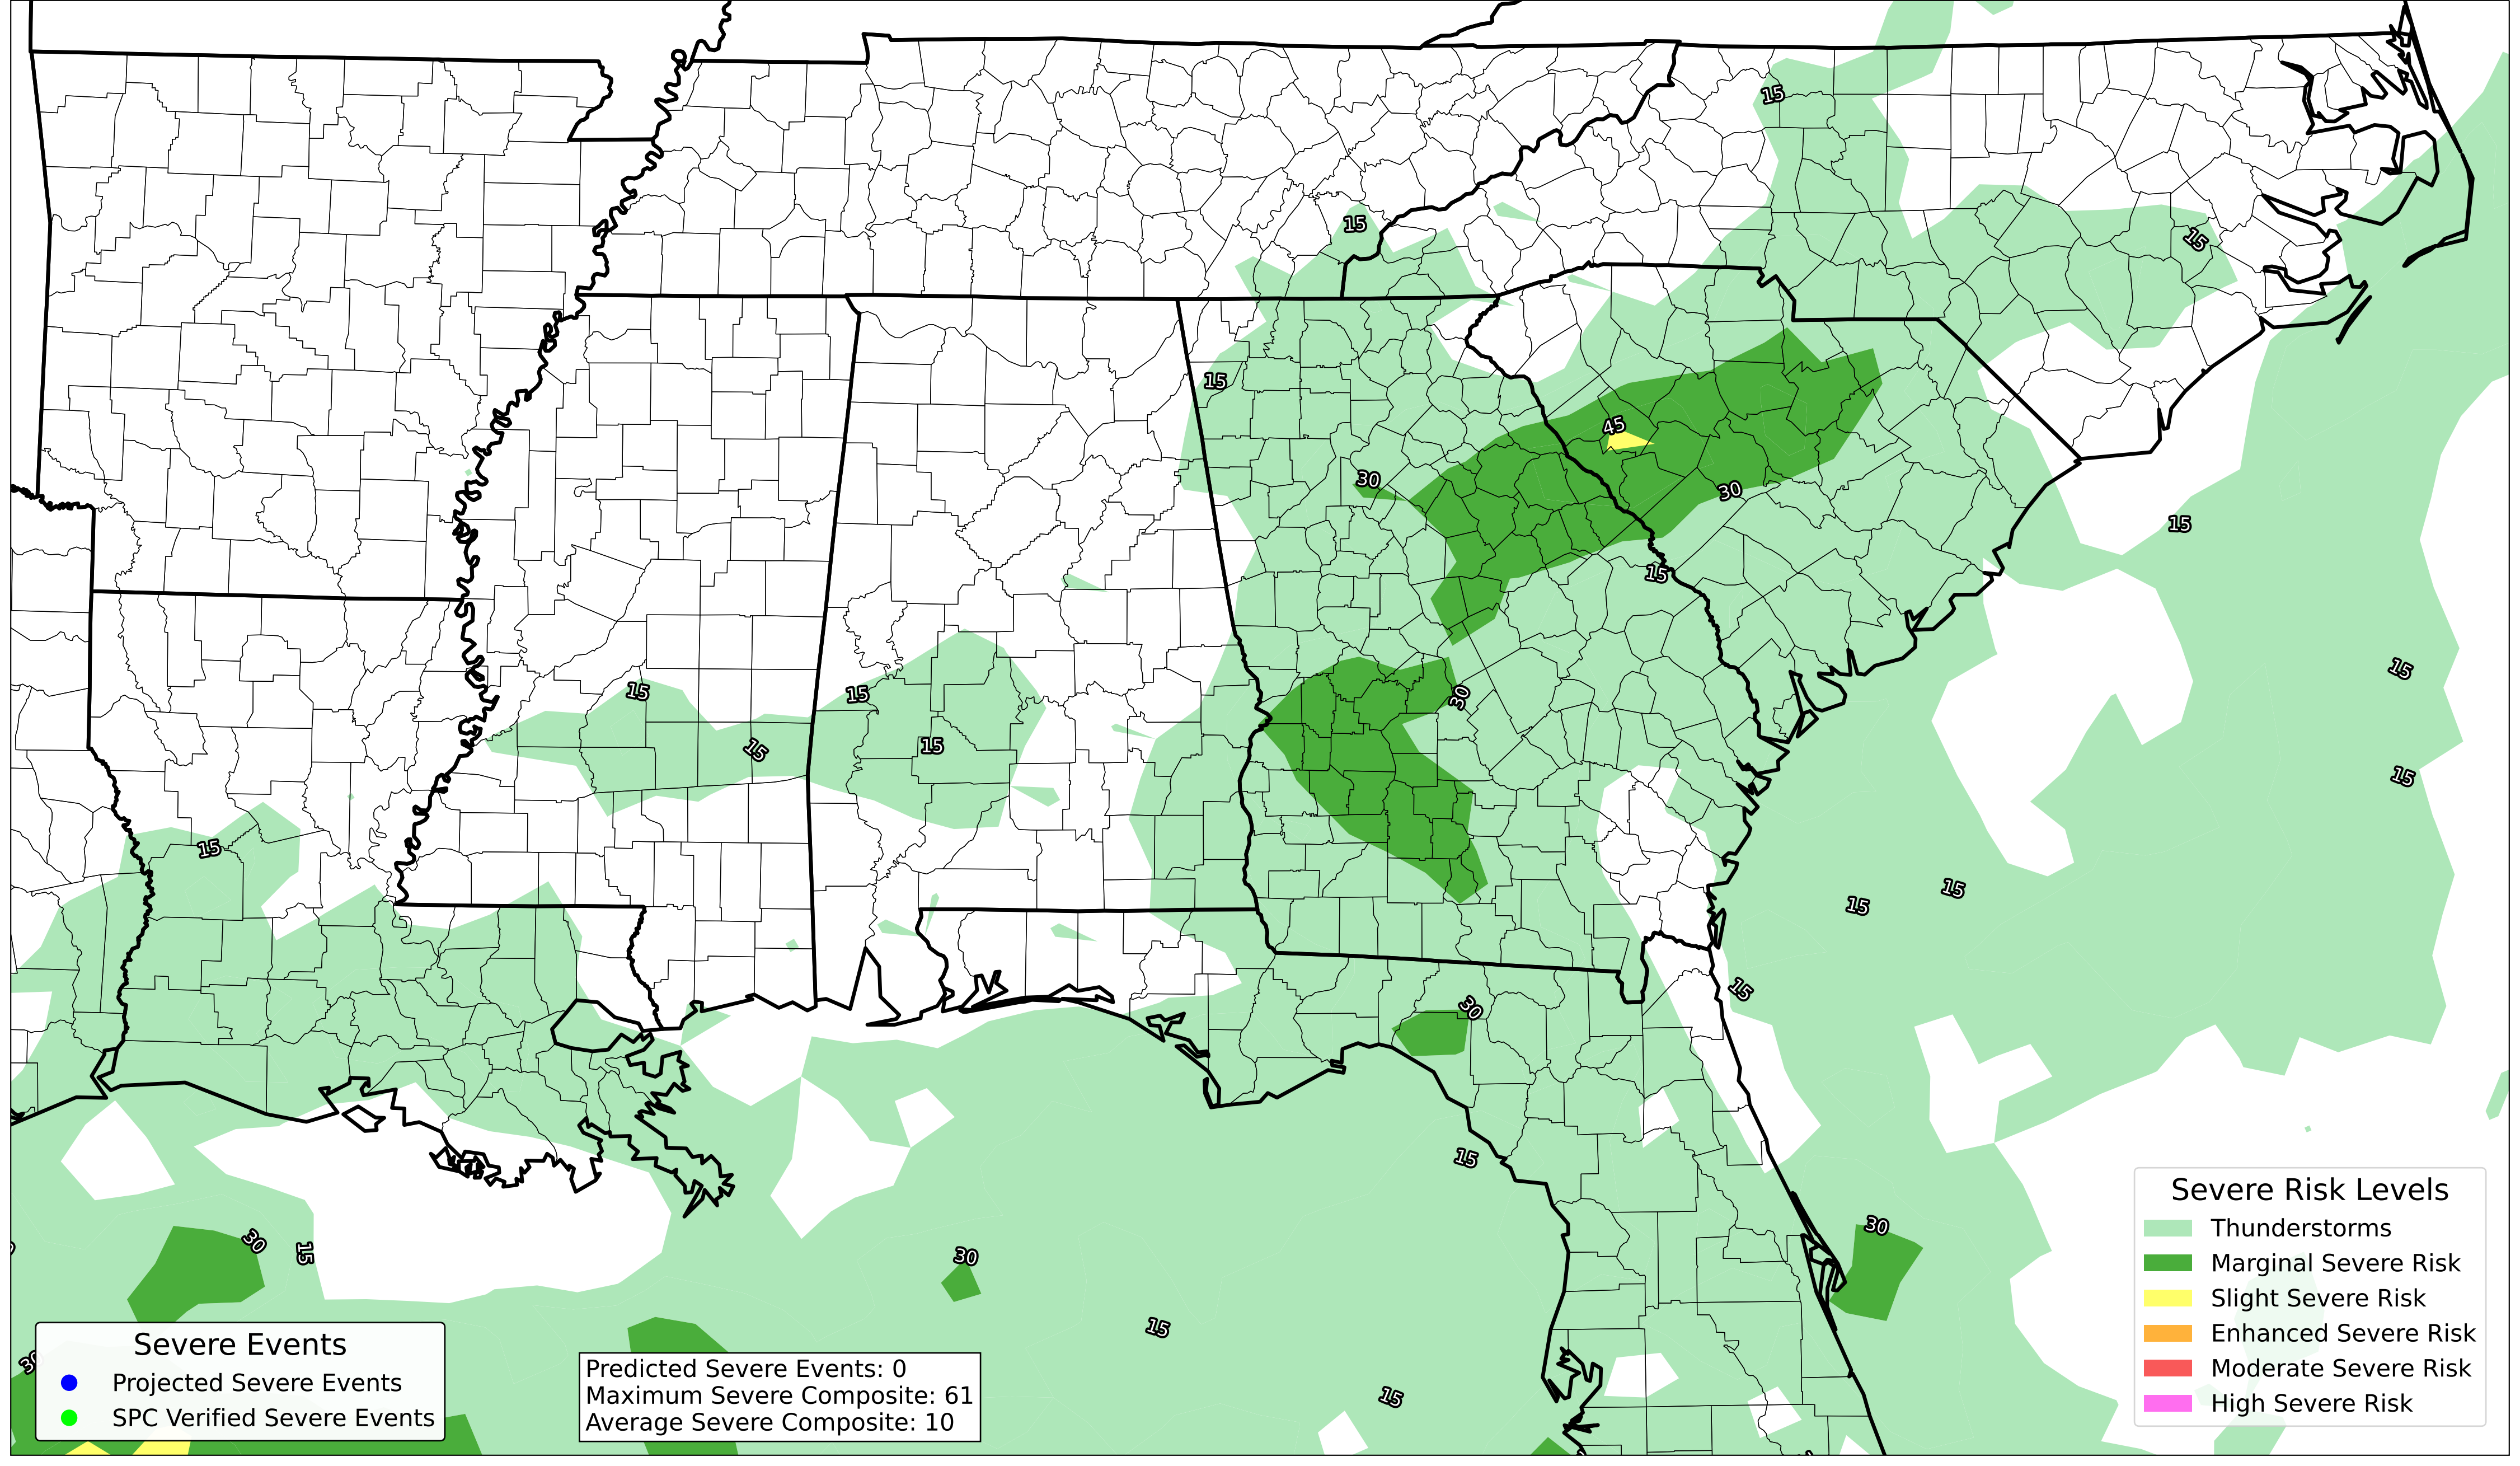 15
15
15
15
45
30
30
15
15
15
15
15
30
15
15
15
15
15
15
30
15
15
30
30
15
30
30
15
15
Severe Risk Levels
Thunderstorms
Marginal Severe Risk
Slight Severe Risk
Enhanced Severe Risk
Moderate Severe Risk
High Severe Risk
Severe Events
Projected Severe Events
SPC Verified Severe Events
Predicted Severe Events: 0
Maximum Severe Composite: 61
Average Severe Composite: 10